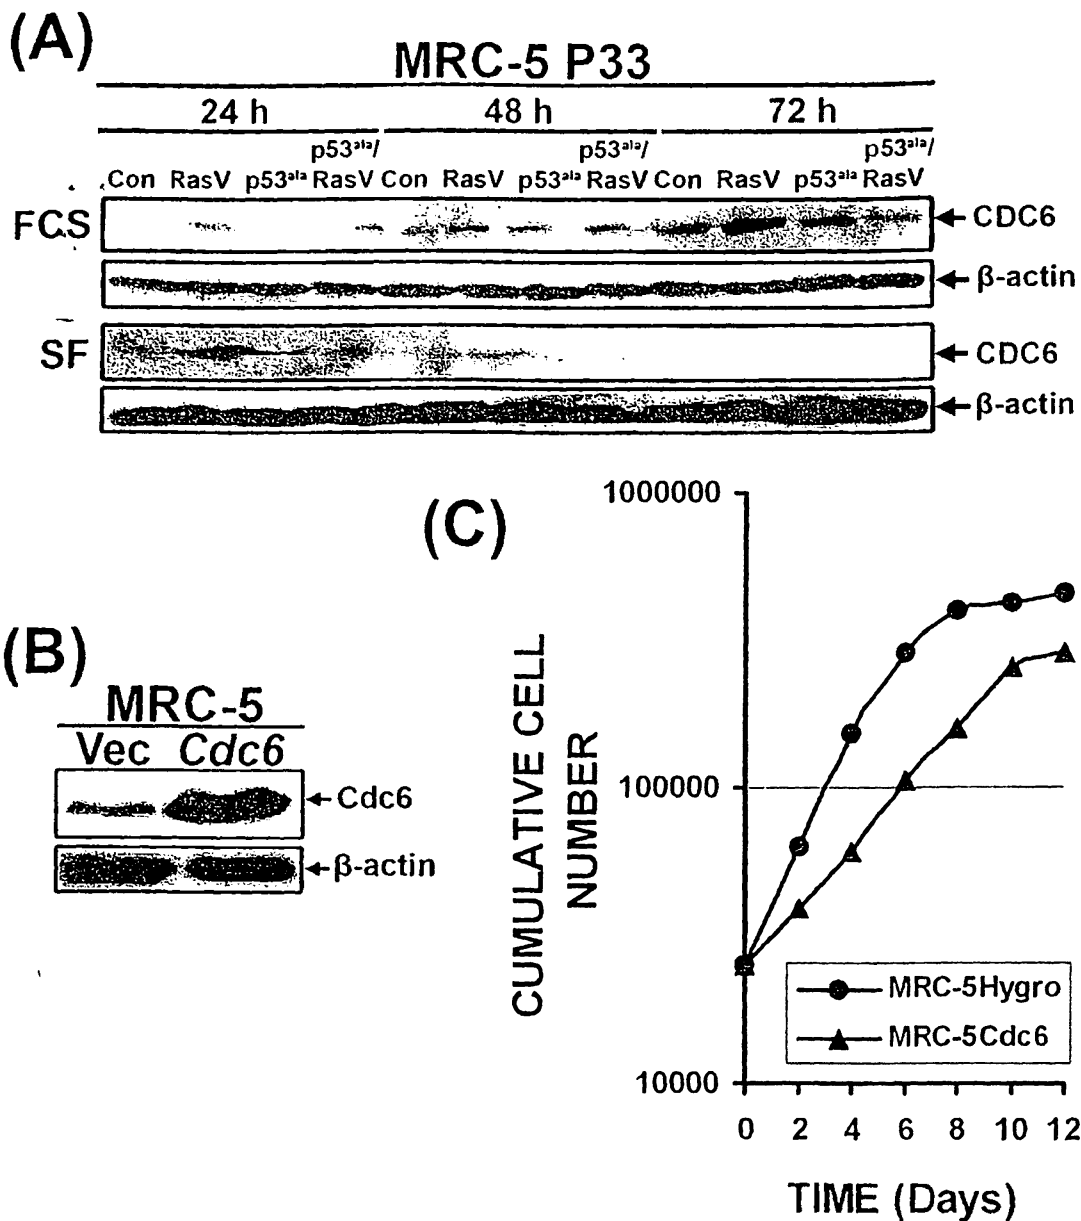 (A)
MRC-5 P33
24 h 48 h 72 h
Con RasV p53ᵃˡᵃ p53ᵃˡᵃ/RasV Con RasV p53ᵃˡᵃ p53ᵃˡᵃ/RasV Con RasV p53ᵃˡᵃ p53ᵃˡᵃ/RasV
FCS CDC6
β-actin
SF CDC6
β-actin
(B)
MRC-5
Vec Cdc6
Cdc6
β-actin
(C)
CUMULATIVE CELL
NUMBER
1000000
100000
10000
0 2 4 6 8 10 12
TIME (Days)
MRC-5Hygro
MRC-5Cdc6